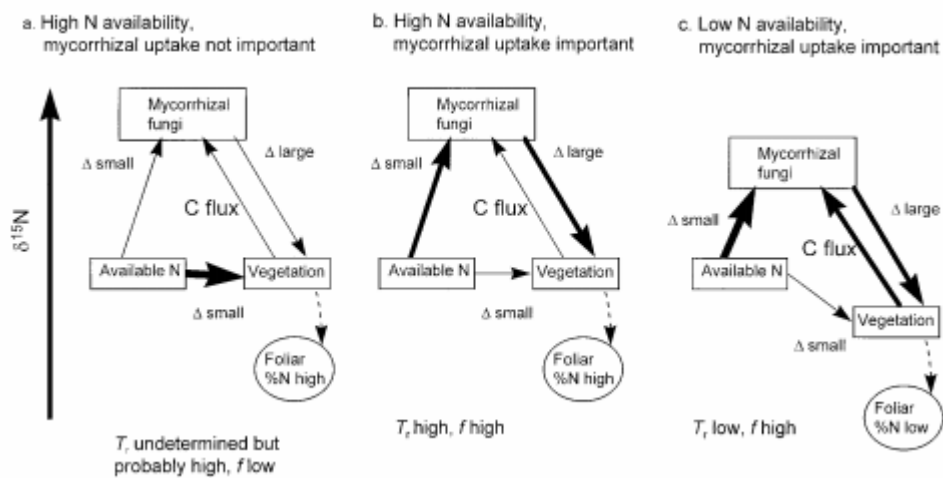 a. High N availability,
mycorrhizal uptake not important
Mycorrhizal
fungi
Δ small
Δ large
C flux
Available N
Vegetation
Δ small
Foliar
%N high
Tr undetermined but
probably high, f low
b. High N availability,
mycorrhizal uptake important
Mycorrhizal
fungi
Δ small
Δ large
C flux
Available N
Vegetation
Δ small
Foliar
%N high
Tr high, f high
c. Low N availability,
mycorrhizal uptake important
Mycorrhizal
fungi
Δ small
Δ large
C flux
Available N
Vegetation
Δ small
Foliar
%N low
Tr low, f high
δ15N